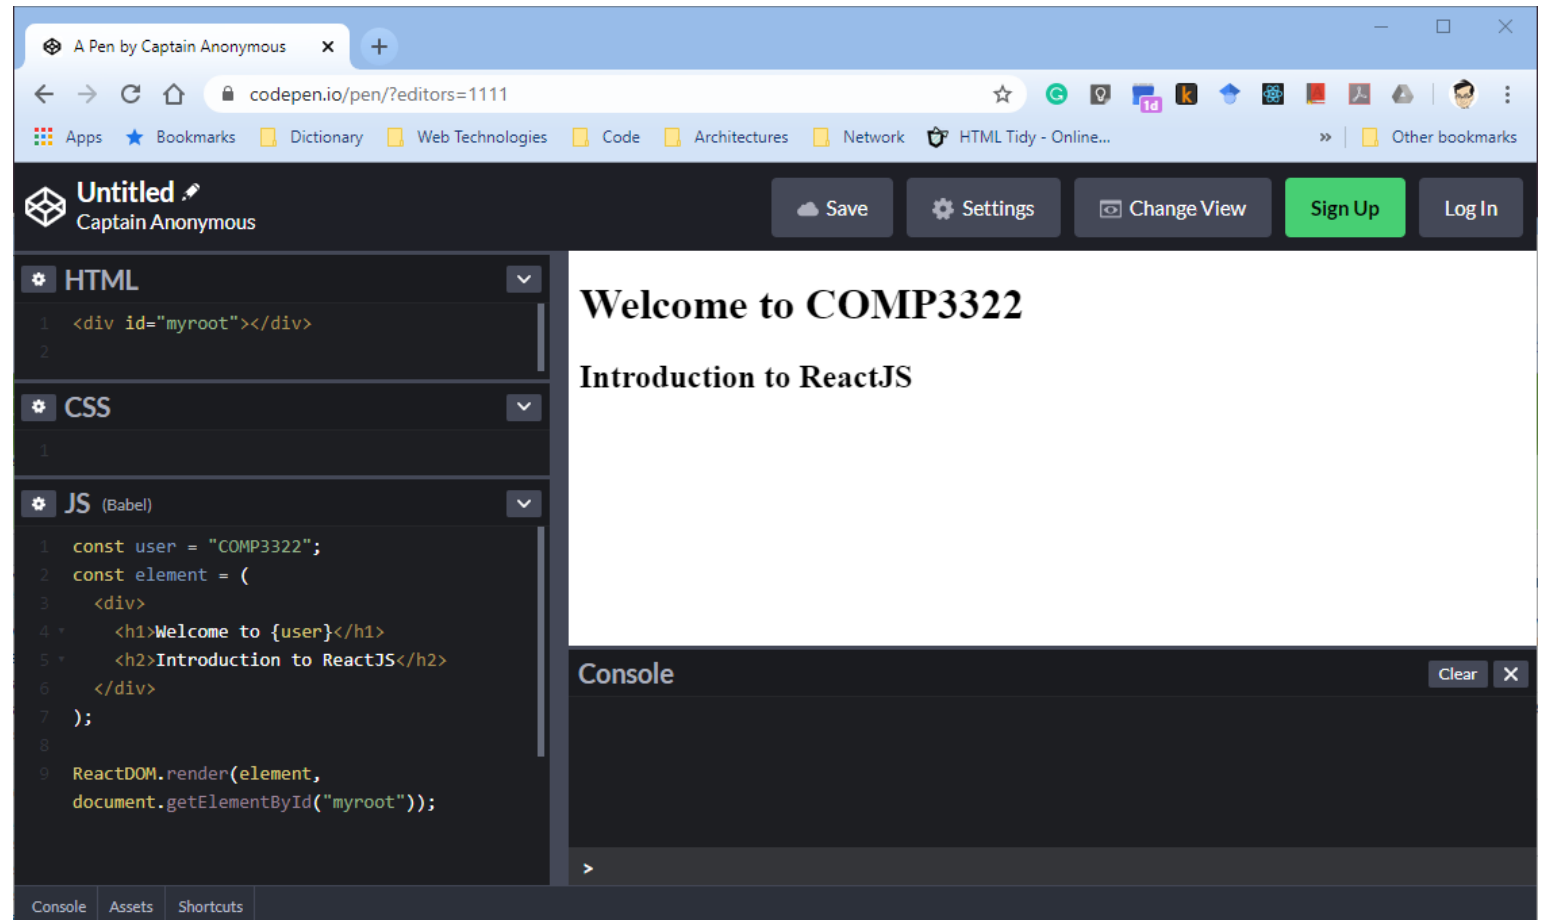 A Pen by Captain Anonymous
codepen.io/pen/?editors=1111
1d
k
Apps Bookmarks Dictionary Web Technologies Code Architectures Network HTML Tidy - Online... » Other bookmarks
Untitled
Captain Anonymous
Save Settings Change View Sign Up Log In
HTML
1 <div id="myroot"></div>
2
CSS
1
JS (Babel)
1 const user = "COMP3322";
2 const element = (
3 <div>
4 <h1>Welcome to {user}</h1>
5 <h2>Introduction to ReactJS</h2>
6 </div>
7 );
8
9 ReactDOM.render(element,
document.getElementById("myroot"));
Welcome to COMP3322
Introduction to ReactJS
Console Clear
>
Console Assets Shortcuts